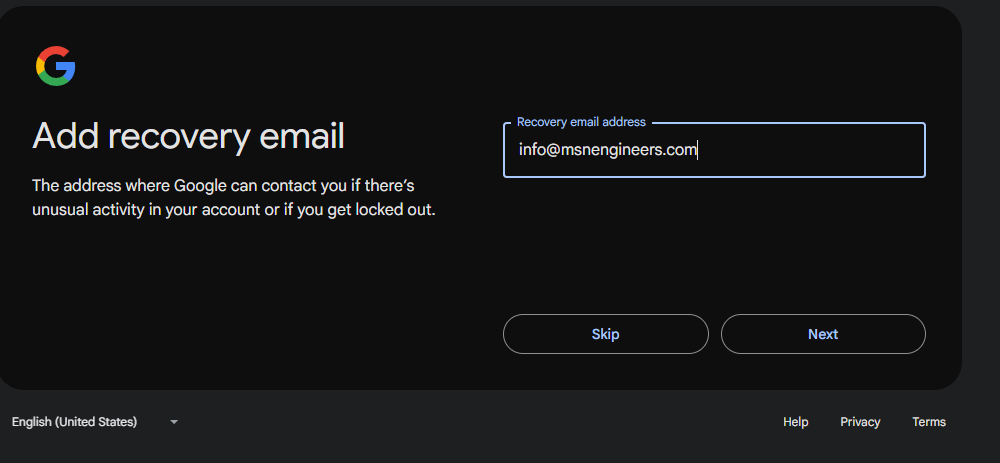 Add recovery email
The address where Google can contact you if there's
unusual activity in your account or if you get locked out.
Recovery email address
info@msnengineers.com
Skip
Next
English (United States)
Help
Privacy
Terms